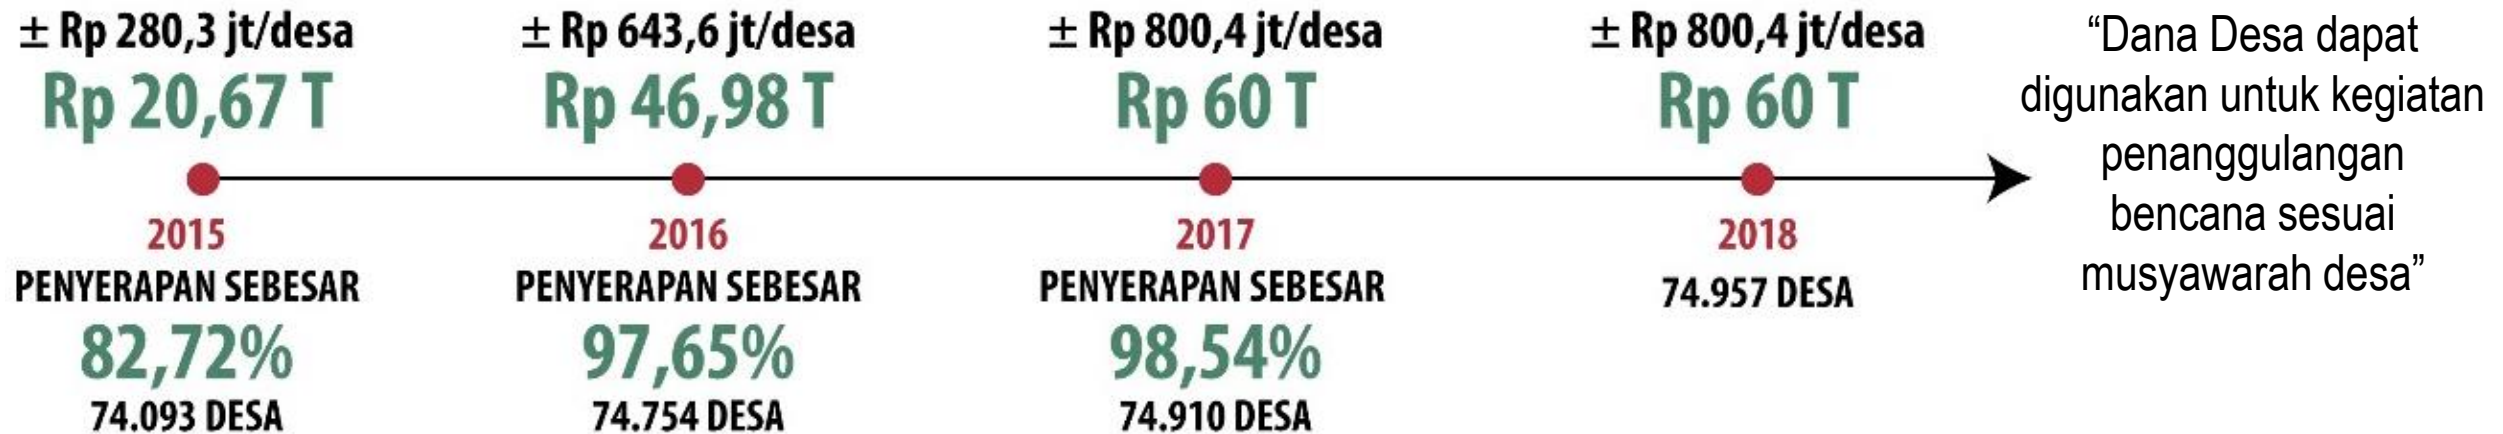 ± Rp 280,3 jt/desa
Rp 20,67 T
2015
PENYERAPAN SEBESAR
82,72%
74.093 DESA
± Rp 643,6 jt/desa
Rp 46,98 T
2016
PENYERAPAN SEBESAR
97,65%
74.754 DESA
± Rp 800,4 jt/desa
Rp 60 T
2017
PENYERAPAN SEBESAR
98,54%
74.910 DESA
± Rp 800,4 jt/desa
Rp 60 T
2018
74.957 DESA
“Dana Desa dapat
digunakan untuk kegiatan
penanggulangan
bencana sesuai
musyawarah desa”